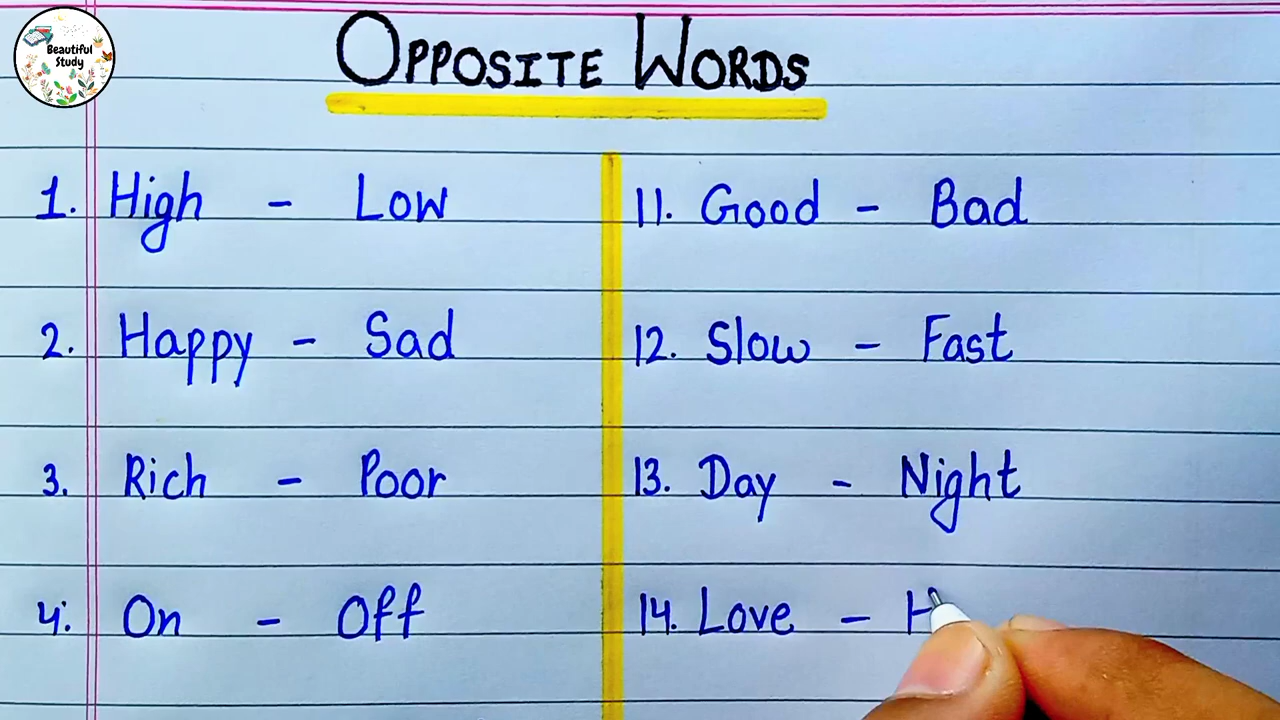 Beautiful
Study
OPPOSITE WORDS
1. High - Low
2. Happy - Sad
3. Rich - Poor
4. On - Off
11. Good - Bad
12. Slow - Fast
13. Day - Night
14. Love - H